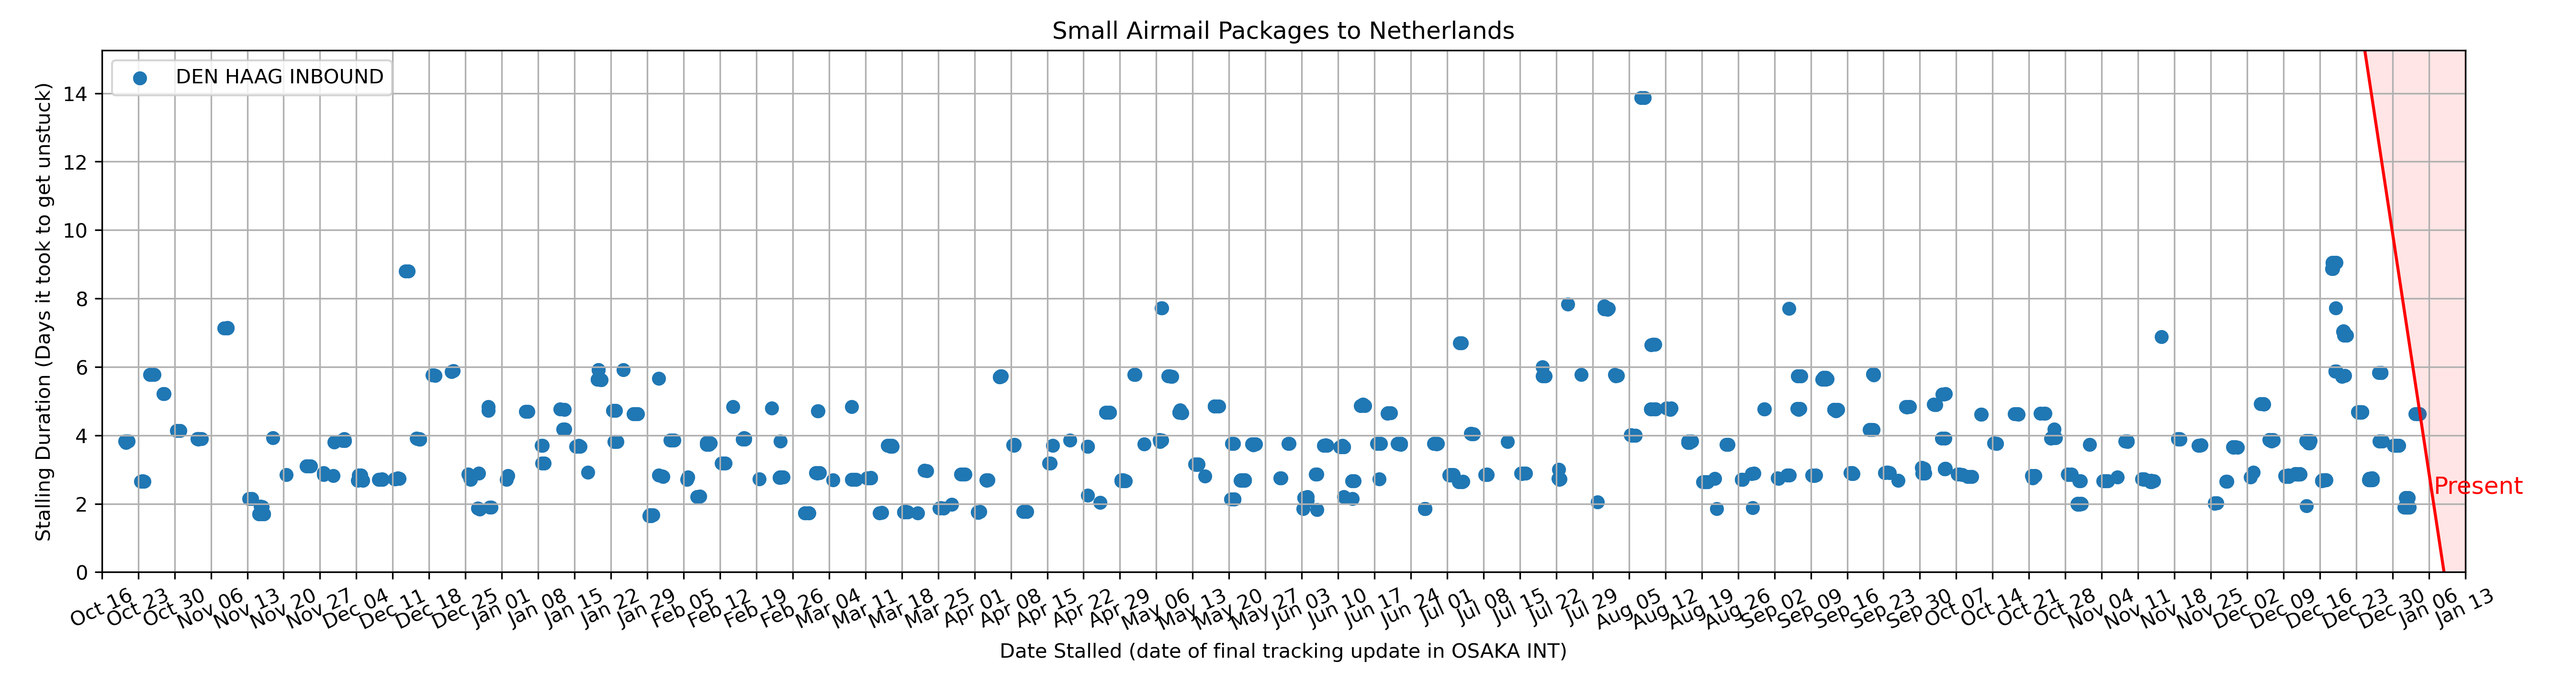 Small Airmail Packages to Netherlands
DEN HAAG INBOUND
Stalling Duration (Days it took to get unstuck)
14
12
10
8
6
4
2
0
Present
Oct 16 Oct 23 Oct 30 Nov 06 Nov 13 Nov 20 Nov 27 Dec 04 Dec 11 Dec 18 Dec 25 Jan 01 Jan 08 Jan 15 Jan 22 Jan 29 Feb 05 Feb 12 Feb 19 Feb 26 Mar 04 Mar 11 Mar 18 Mar 25 Apr 01 Apr 08 Apr 15 Apr 22 Apr 29 May 06 May 13 May 20 May 27 Jun 03 Jun 10 Jun 17 Jun 24 Jul 01 Jul 08 Jul 15 Jul 22 Jul 29 Aug 05 Aug 12 Aug 19 Aug 26 Sep 02 Sep 09 Sep 16 Sep 23 Sep 30 Oct 07 Oct 14 Oct 21 Oct 28 Nov 04 Nov 11 Nov 18 Nov 25 Dec 02 Dec 09 Dec 16 Dec 23 Dec 30 Jan 06 Jan 13
Date Stalled (date of final tracking update in OSAKA INT)